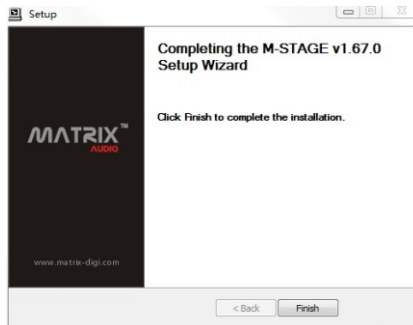 Setup
Completing the M-STAGE v1.67.0
Setup Wizard
Click Finish to complete the installation.
MATRIX™
AUDIO
www.matrix-digi.com
< Back
Finish